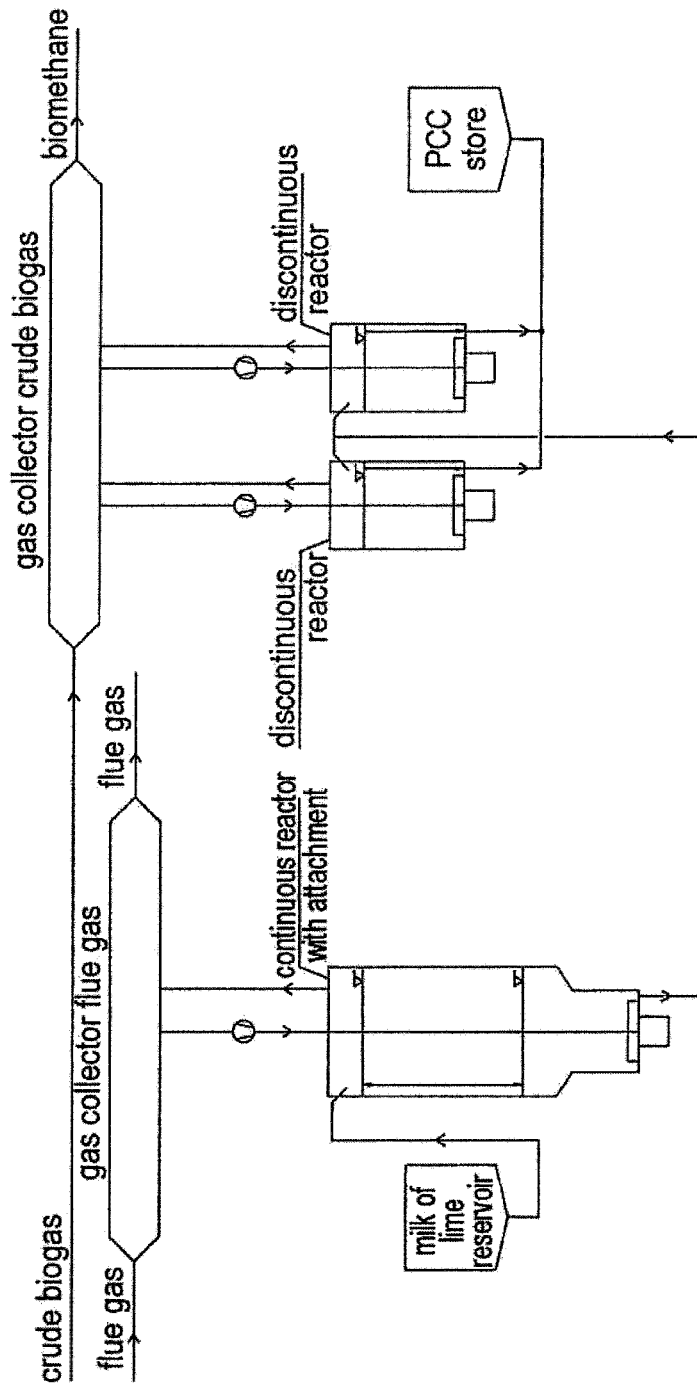 crude biogas
flue gas
gas collector flue gas
flue gas
gas collector crude biogas
biomethane
milk of
lime
reservoir
continuous reactor
with attachment
discontinuous
reactor
discontinuous
reactor
PCC
store